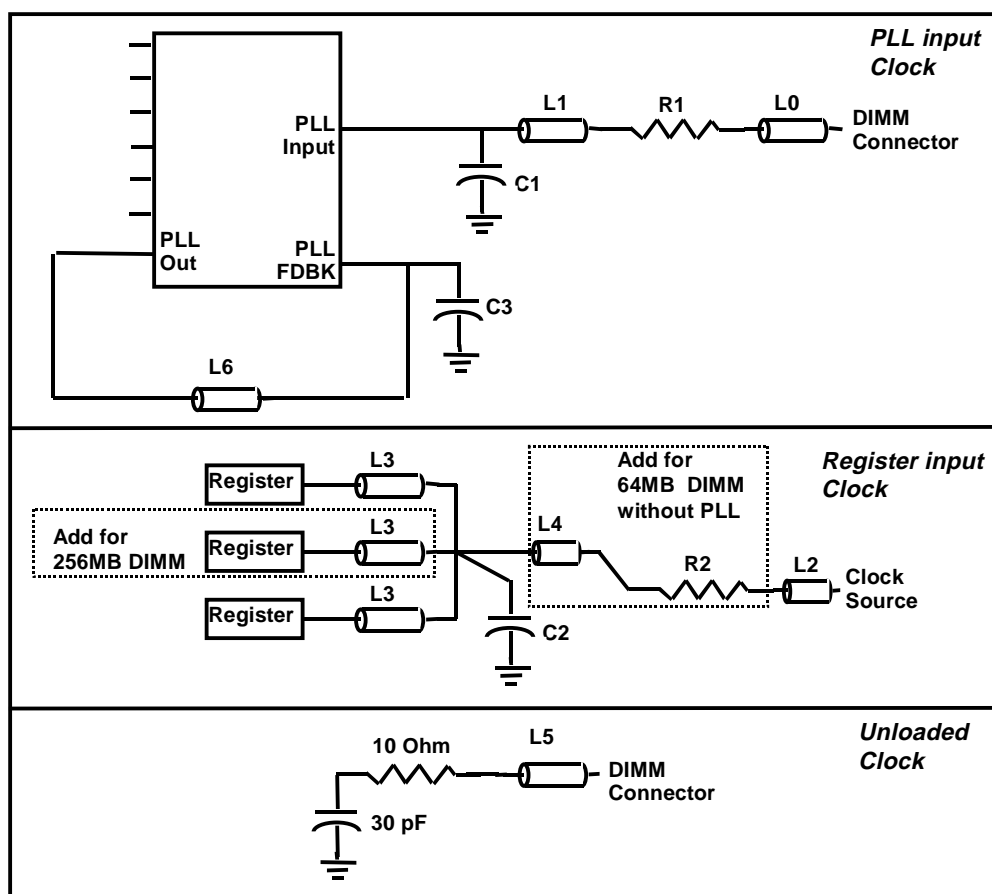 PLL input
Clock
L1
R1
L0
DIMM
Connector
PLL
Input
C1
PLL
Out
PLL
FDBK
C3
L6
Register input
Clock
Add for
64MB DIMM
without PLL
Register
L3
Add for
256MB DIMM
Register
L3
L4
R2
L2
Clock
Source
Register
L3
C2
Unloaded
Clock
10 Ohm
L5
DIMM
Connector
30 pF